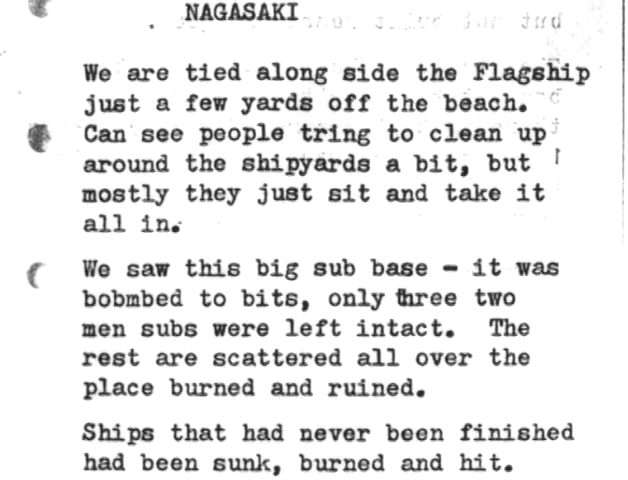 NAGASAKI
We are tied along side the Flagship
just a few yards off the beach.
Can see people tring to clean up
around the shipyards a bit, but
mostly they just sit and take it
all in.
We saw this big sub base - it was
bobmbed to bits, only three two
men subs were left intact. The
rest are scattered all over the
place burned and ruined.
Ships that had never been finished
had been sunk, burned and hit.